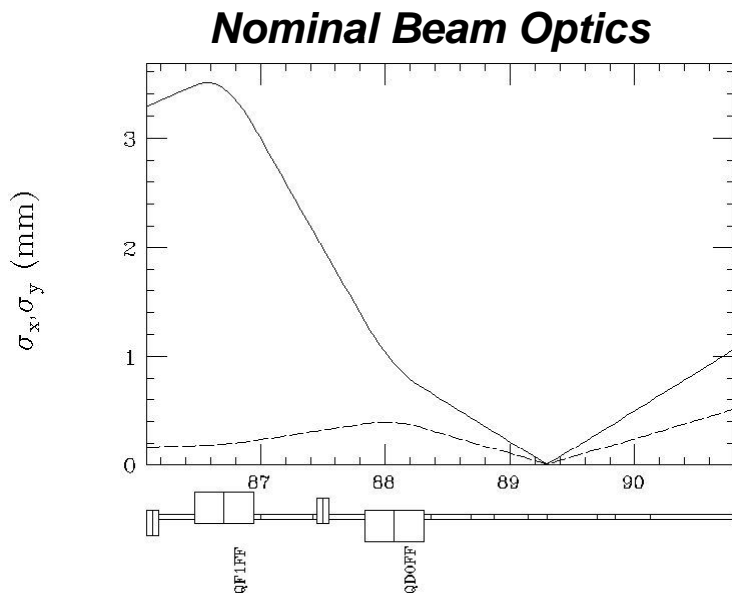 Nominal Beam Optics
σx,σy (mm)
3
2
1
0
87 88 89 90
QF1FF QD0FF